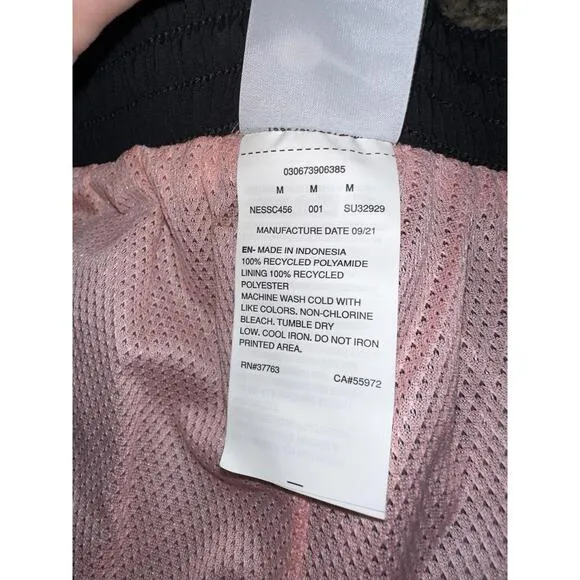 030673906385
M M M
NESSC456 001 SU32929
MANUFACTURE DATE 09/21
EN- MADE IN INDONESIA
100% RECYCLED POLYAMIDE
LINING 100% RECYCLED
POLYESTER
MACHINE WASH COLD WITH
LIKE COLORS. NON-CHLORINE
BLEACH. TUMBLE DRY
LOW. COOL IRON. DO NOT IRON
PRINTED AREA.
RN#37763 CA#55972